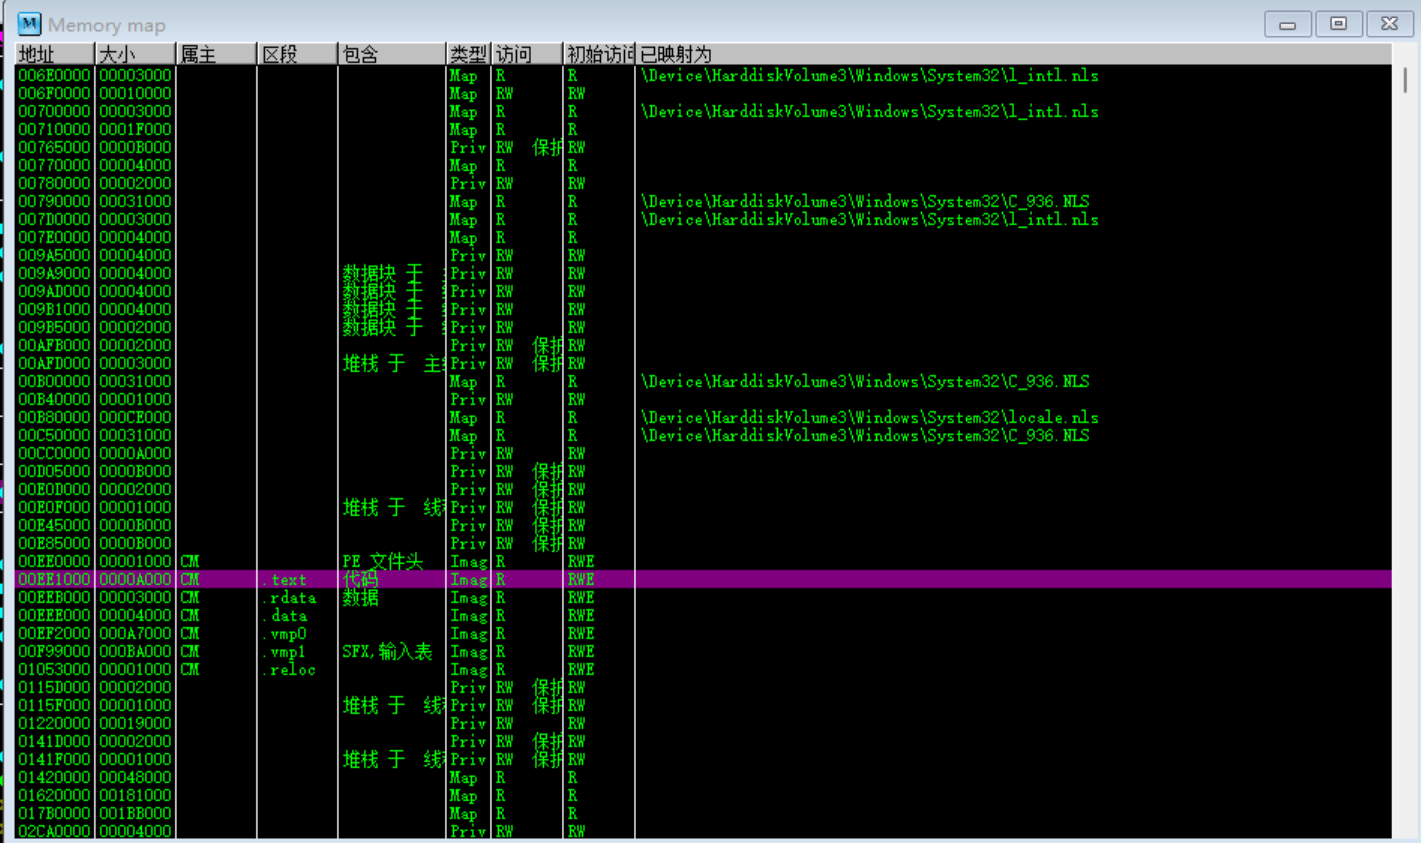 Memory map
地址 大小 属主 区段 包含 类型 访问 初始访问 已映射为
006E0000 00003000 Map R R \Device\HarddiskVolume3\Windows\System32\l_intl.nls
006F0000 00010000 Map RW RW
00700000 00003000 Map R R \Device\HarddiskVolume3\Windows\System32\l_intl.nls
00710000 0001F000 Map R R
00765000 0000B000 Priv RW 保护 RW
00770000 00004000 Map R R
00780000 00002000 Priv RW RW
00790000 00031000 Map R R \Device\HarddiskVolume3\Windows\System32\C_936.NLS
007D0000 00003000 Map R R \Device\HarddiskVolume3\Windows\System32\l_intl.nls
007E0000 00004000 Map R R
009A5000 00004000 Priv RW RW
009A9000 00004000 数据块 于 Priv RW RW
009AD000 00004000 数据块 于 Priv RW RW
009B1000 00004000 数据块 于 Priv RW RW
009B5000 00002000 数据块 于 Priv RW RW
00AFB000 00002000 Priv RW 保护 RW
00AFD000 00003000 堆栈 于 主 Priv RW 保护 RW
00B00000 00031000 Map R R \Device\HarddiskVolume3\Windows\System32\C_936.NLS
00B40000 00001000 Priv RW RW
00B80000 000CE000 Map R R \Device\HarddiskVolume3\Windows\System32\locale.nls
00C50000 00031000 Map R R \Device\HarddiskVolume3\Windows\System32\C_936.NLS
00CC0000 0000A000 Priv RW RW
00D05000 0000B000 Priv RW 保护 RW
00E0D000 00002000 Priv RW 保护 RW
00E0F000 00001000 堆栈 于 线 Priv RW 保护 RW
00E45000 0000B000 Priv RW 保护 RW
00E85000 0000B000 Priv RW 保护 RW
00EE0000 00001000 CM PE 文件头 Imag R RWE
00EE1000 0000A000 CM .text 代码 Imag R RWE
00EEB000 00003000 CM .rdata 数据 Imag R RWE
00EEE000 00004000 CM .data Imag R RWE
00EF2000 000A7000 CM .vmp0 Imag R RWE
00F99000 000BA000 CM .vmp1 SFX,输入表 Imag R RWE
01053000 00001000 CM .reloc Imag R RWE
0115D000 00002000 Priv RW 保护 RW
0115F000 00001000 堆栈 于 线 Priv RW 保护 RW
01220000 00019000 Priv RW RW
0141D000 00002000 Priv RW 保护 RW
0141F000 00001000 堆栈 于 线 Priv RW 保护 RW
01420000 00048000 Map R R
01620000 00181000 Map R R
017B0000 001BB000 Map R R
02CA0000 00004000 Priv RW RW